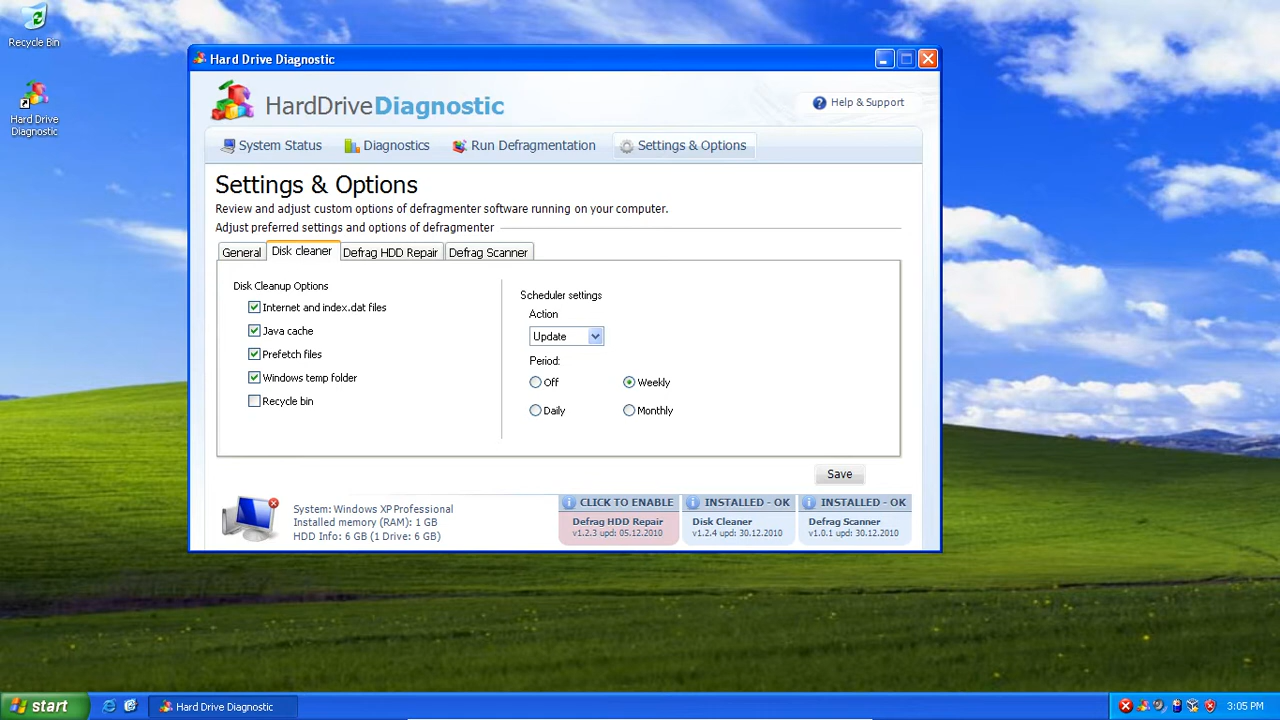 Recycle Bin
Hard Drive
Diagnostic
Hard Drive Diagnostic
HardDriveDiagnostic
Help & Support
System Status
Diagnostics
Run Defragmentation
Settings & Options
Settings & Options
Review and adjust custom options of defragmenter software running on your computer.
Adjust preferred settings and options of defragmenter
General
Disk cleaner
Defrag HDD Repair
Defrag Scanner
Disk Cleanup Options
Internet and index.dat files
Java cache
Prefetch files
Windows temp folder
Recycle bin
Scheduler settings
Action
Update
Period:
Off
Weekly
Daily
Monthly
Save
System: Windows XP Professional
Installed memory (RAM): 1 GB
HDD Info: 6 GB (1 Drive: 6 GB)
CLICK TO ENABLE
Defrag HDD Repair
v1.2.3 upd: 05.12.2010
INSTALLED - OK
Disk Cleaner
v1.2.4 upd: 30.12.2010
INSTALLED - OK
Defrag Scanner
v1.0.1 upd: 30.12.2010
start
Hard Drive Diagnostic
3:05 PM